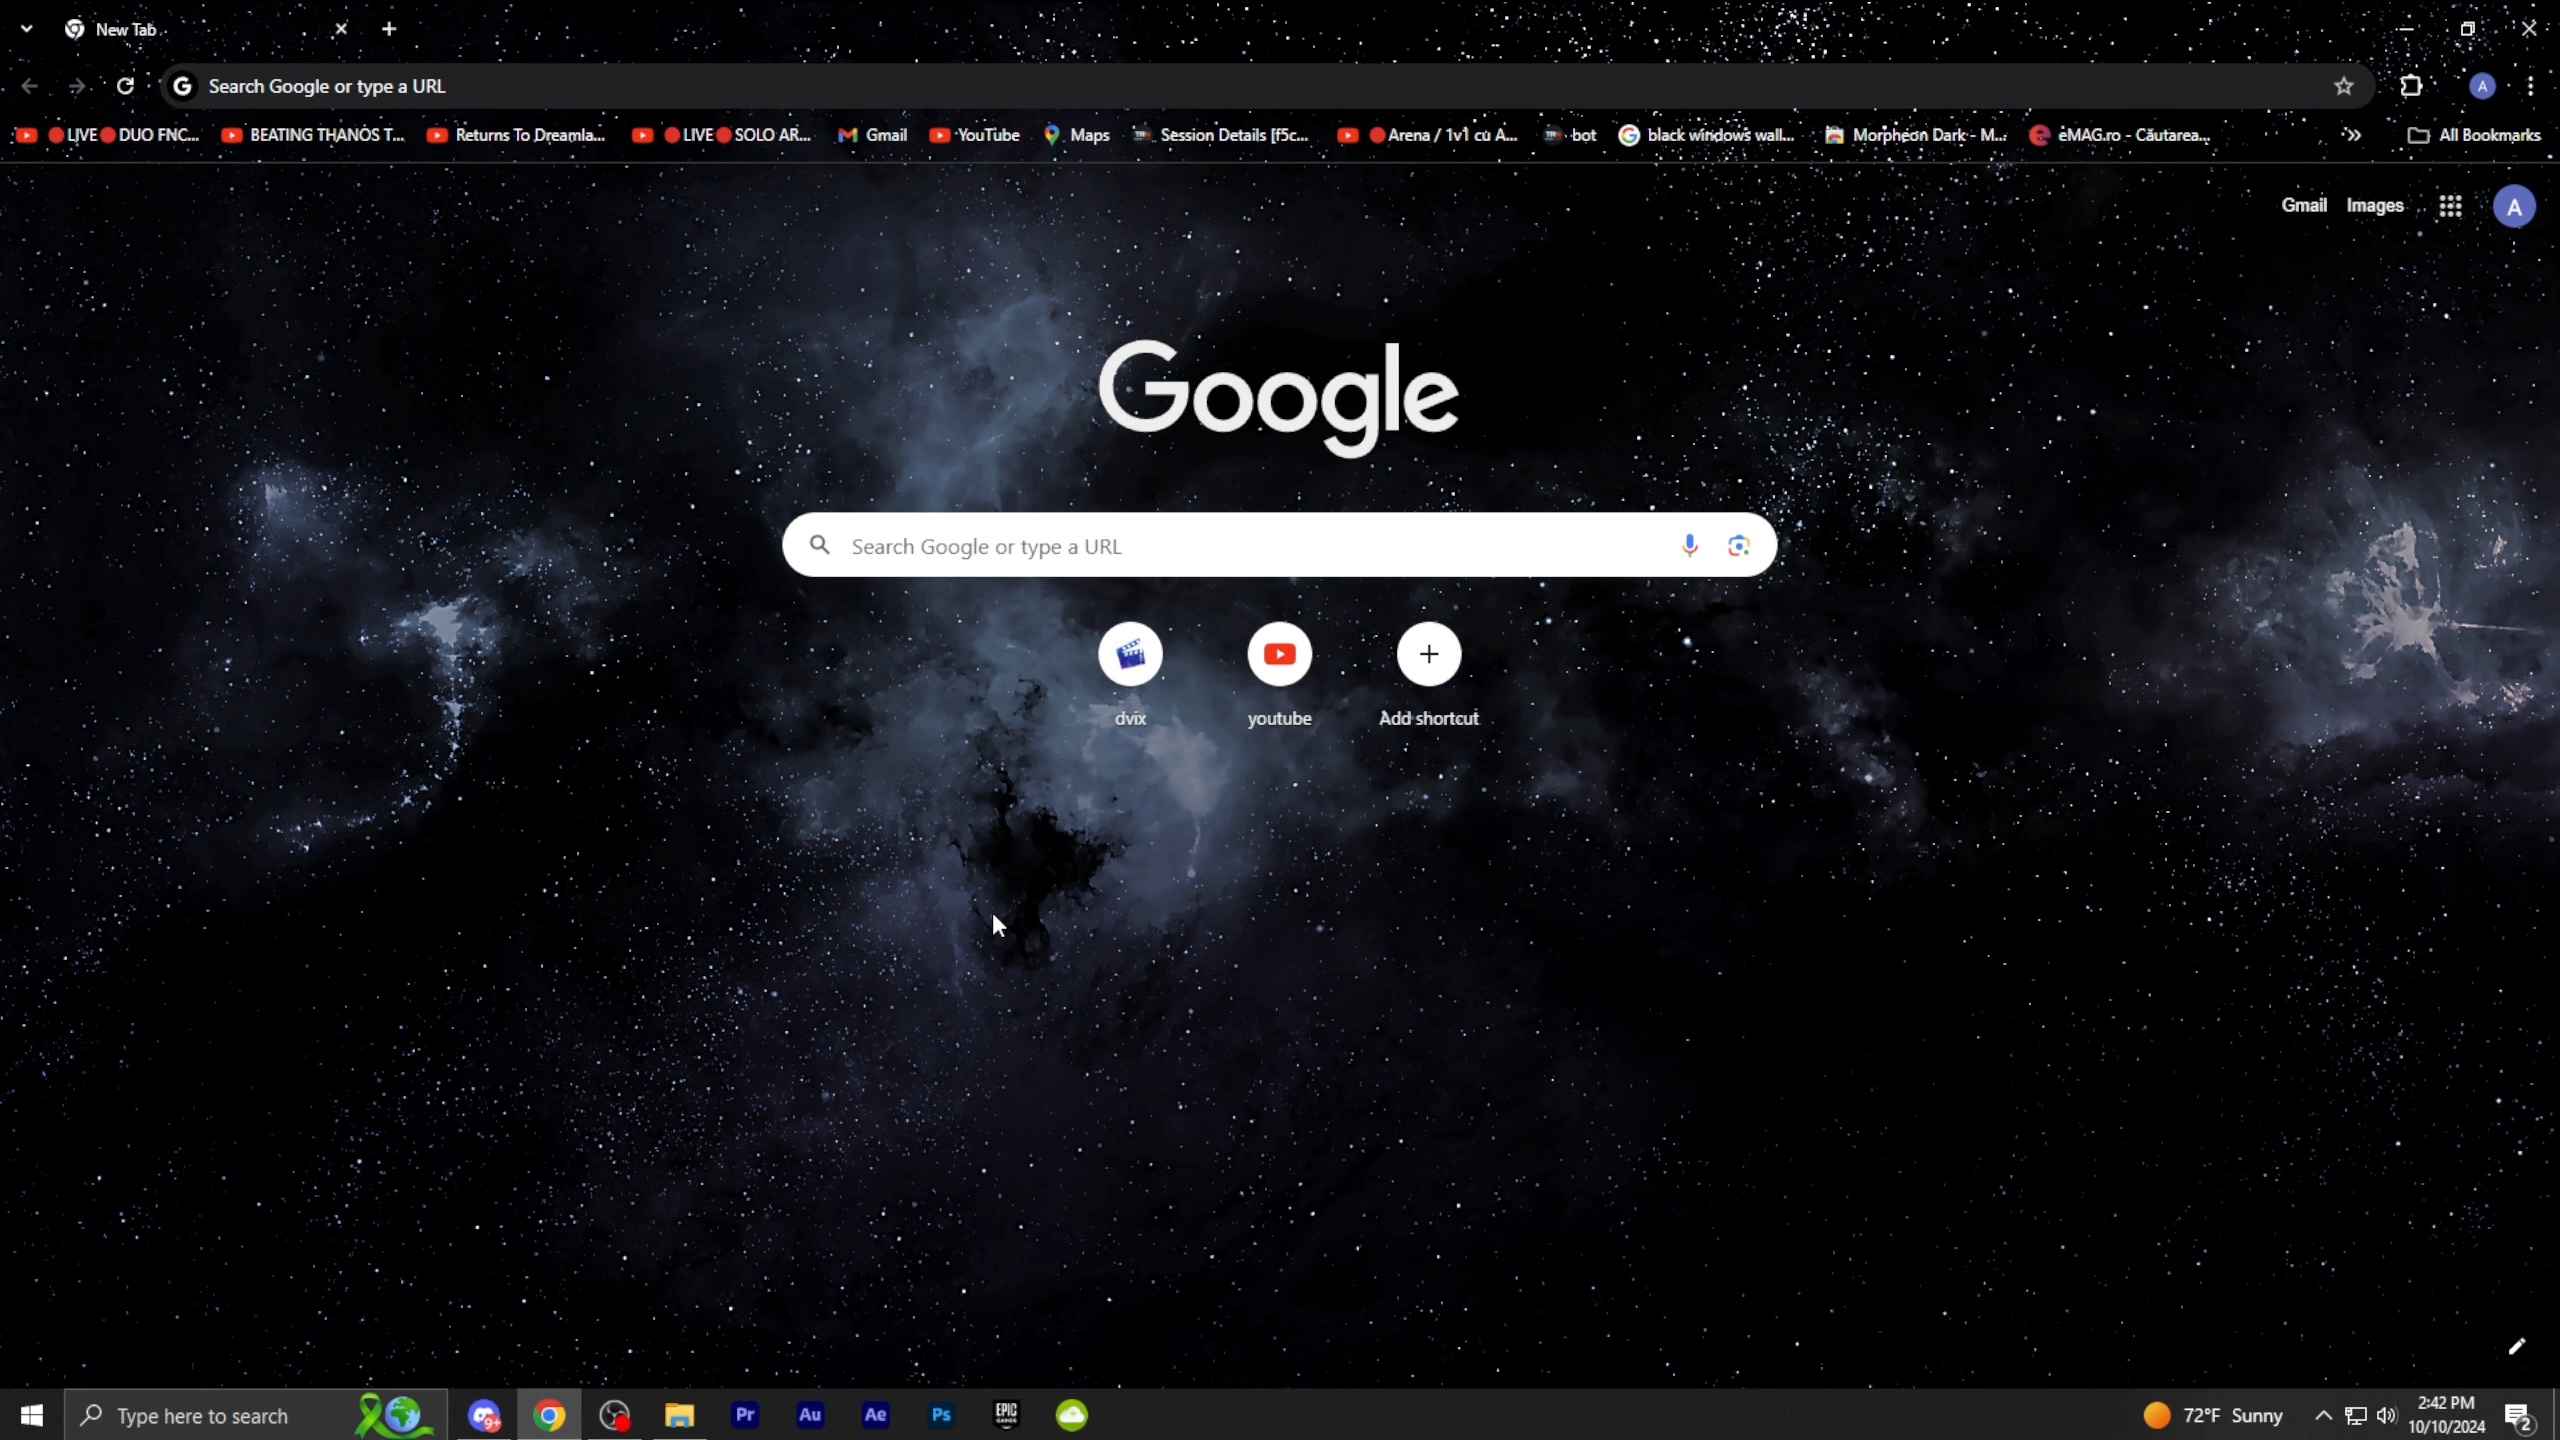 New Tab
Search Google or type a URL
LIVE DUO FNC...
BEATING THANOS T...
Returns To Dreamla...
LIVE SOLO AR...
Gmail
YouTube
Maps
Session Details [f5c...
Arena / 1v1 cu A...
bot
black windows wall...
Morpheon Dark - M...
eMAG.ro - Căutarea...
All Bookmarks
Gmail Images A
Google
Search Google or type a URL
dvix
youtube
Add shortcut
Type here to search
9+
Pr
Au
Ae
Ps
EPIC
GAMES
72°F Sunny
2:42 PM
10/10/2024
2